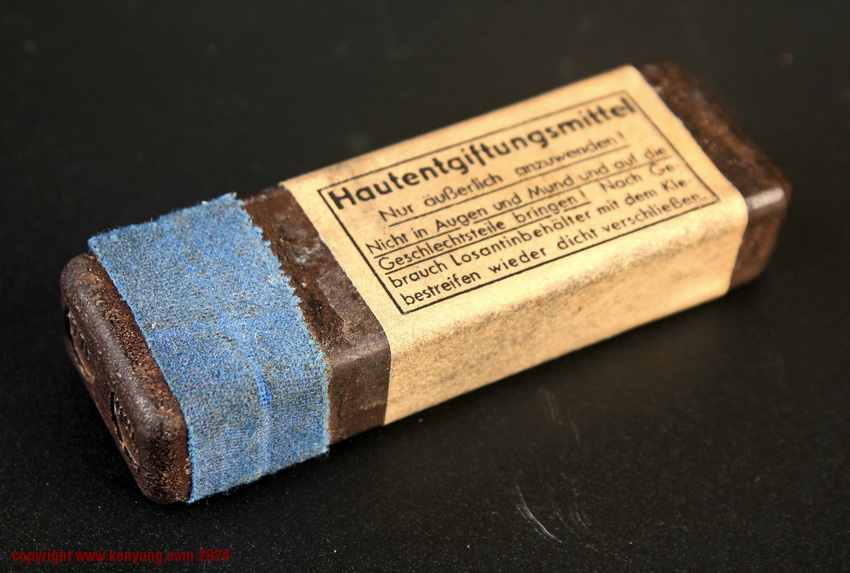 Hautentgiftungsmittel
Nur äußerlich anzuwenden!
Nicht in Augen und Mund und auf die
Geschlechtsteile bringen! Nach Ge-
brauch Losantinbehälter mit dem Kle-
bestreifen wieder dicht verschließen.
copyright www.kenyung.com 2024